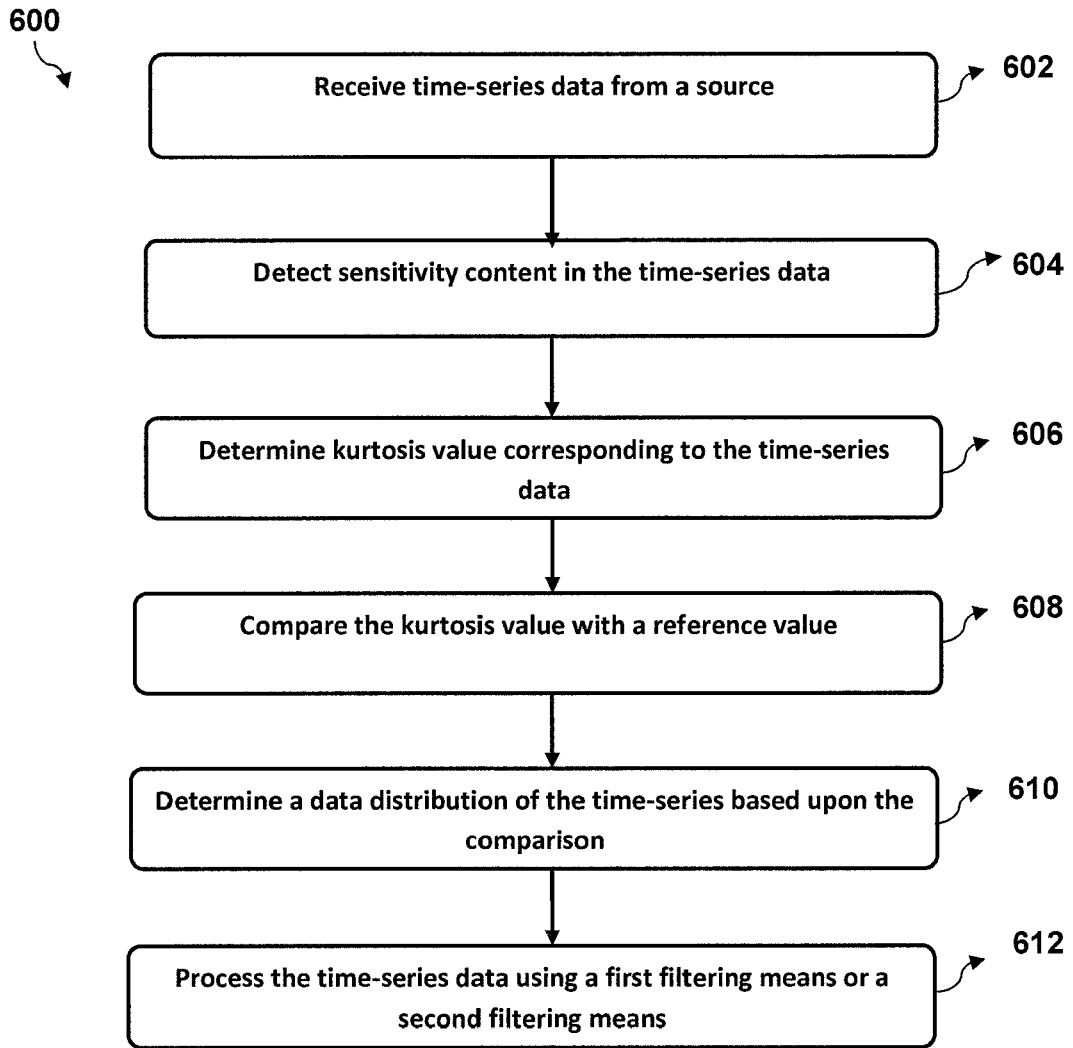 600
Receive time-series data from a source
602
Detect sensitivity content in the time-series data
604
Determine kurtosis value corresponding to the time-series
data
606
Compare the kurtosis value with a reference value
608
Determine a data distribution of the time-series based upon the
comparison
610
Process the time-series data using a first filtering means or a
second filtering means
612